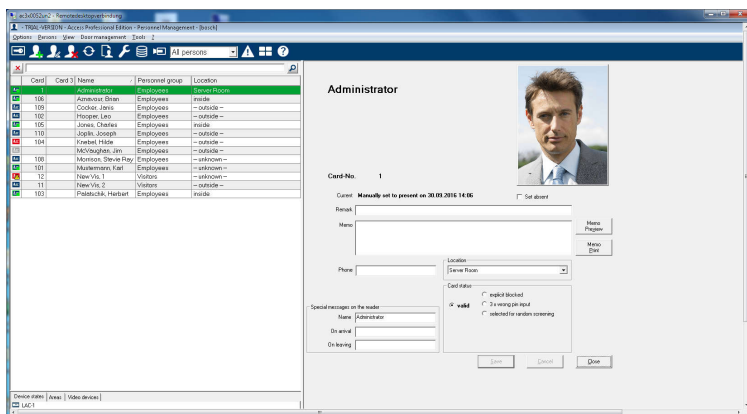 ac3x0052un2 - Remotedesktopverbindung
- TRIAL-VERSION - Access Professional Edition - Personnel Management - [bosch]
Options Persons View Door management Tools ?
All persons
Card Card 3 Name Personnel group Location
1 Administrator Employees Server Room
106 Aznavour, Brian Employees inside
109 Cocker, Janis Employees -- outside --
102 Hooper, Leo Employees -- outside --
105 Jones, Charles Employees inside
110 Joplin, Joseph Employees -- outside --
104 Knebel, Hilde Employees -- outside --
McVaughan, Jim Employees -- outside --
108 Morrison, Stevie Ray Employees -- unknown --
101 Mustermann, Karl Employees -- unknown --
12 New Vis, 1 Visitors -- unknown --
11 New Vis, 2 Visitors -- outside --
103 Palatschik, Herbert Employees inside
Administrator
Card-No. 1
Current Manually set to present on 30.09.2016 14:06
Set absent
Remark
Memo
Memo Preview
Memo Print
Phone
Location
Server Room
Card status
valid
explicit blocked
3 x wrong pin input
selected for random screening
Special messages on the reader
Name Administrator
On arrival
On leaving
Save Cancel Close
Device states Areas Video devices
LAC-1